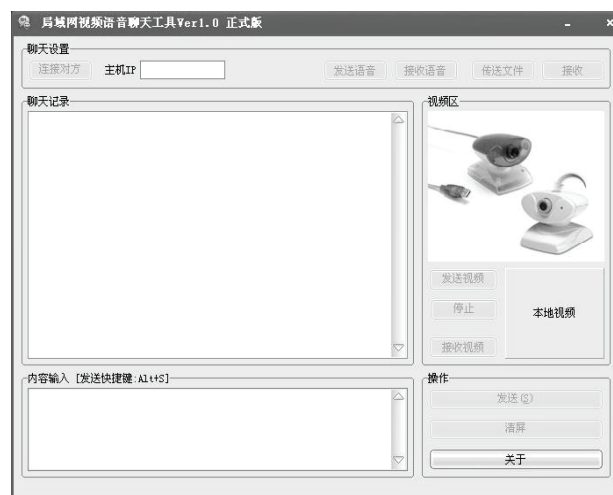 局域网视频语音聊天工具Ver1.0 正式版
聊天设置
连接对方 主机IP 发送语音 接收语音 传送文件 接收
聊天记录
视频区
发送视频
停止
本地视频
接收视频
内容输入 [发送快捷键:Alt+S]
操作
发送(S)
清屏
关于